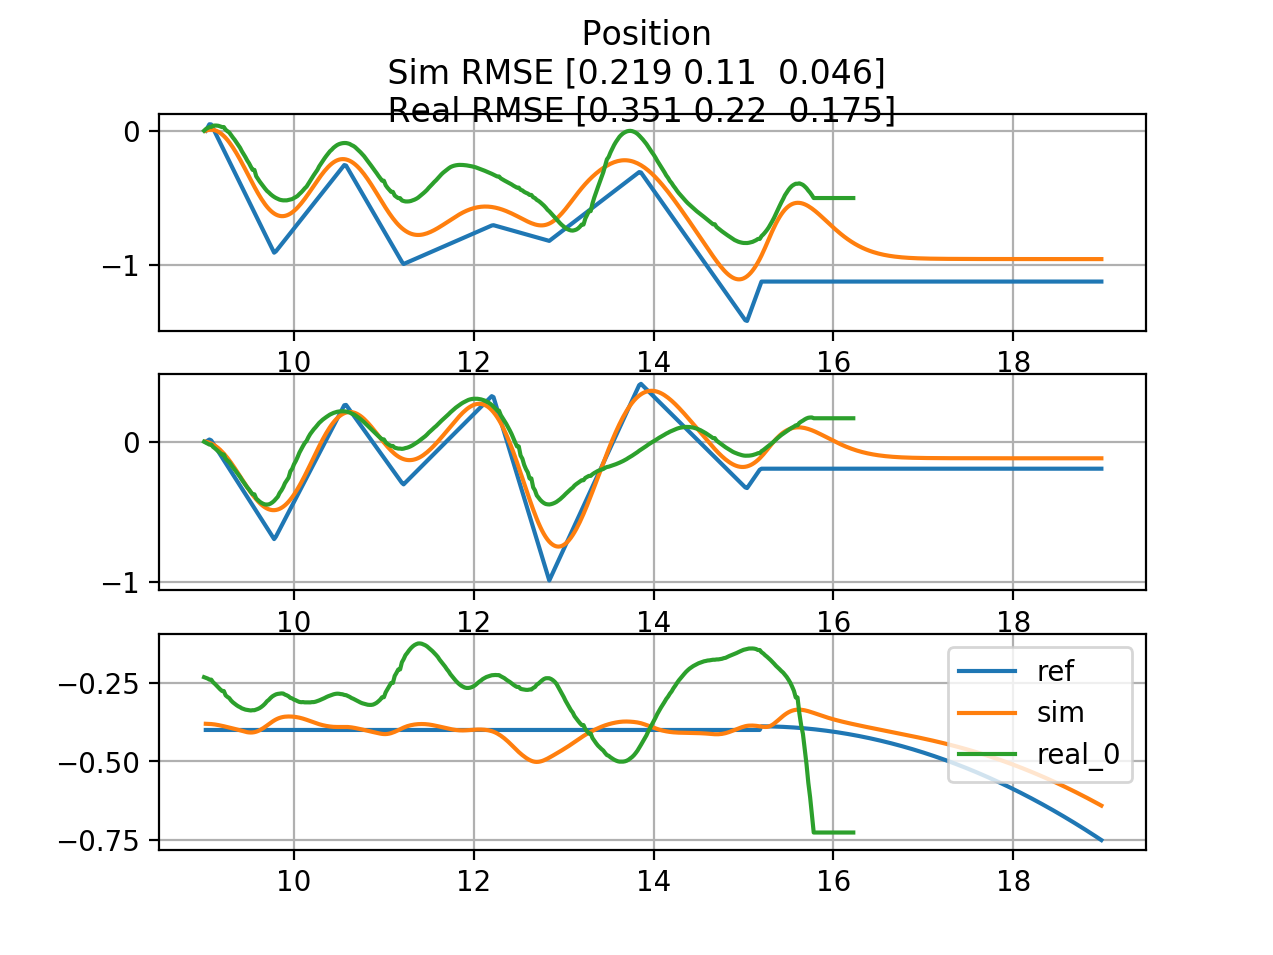 Position
Sim RMSE [0.219 0.11  0.046]
Real RMSE [0.351 0.22  0.175]
0
−1
10 12 14 16 18
0
−1
10 12 14 16 18
−0.25
−0.50
−0.75
ref
sim
real_0
10 12 14 16 18